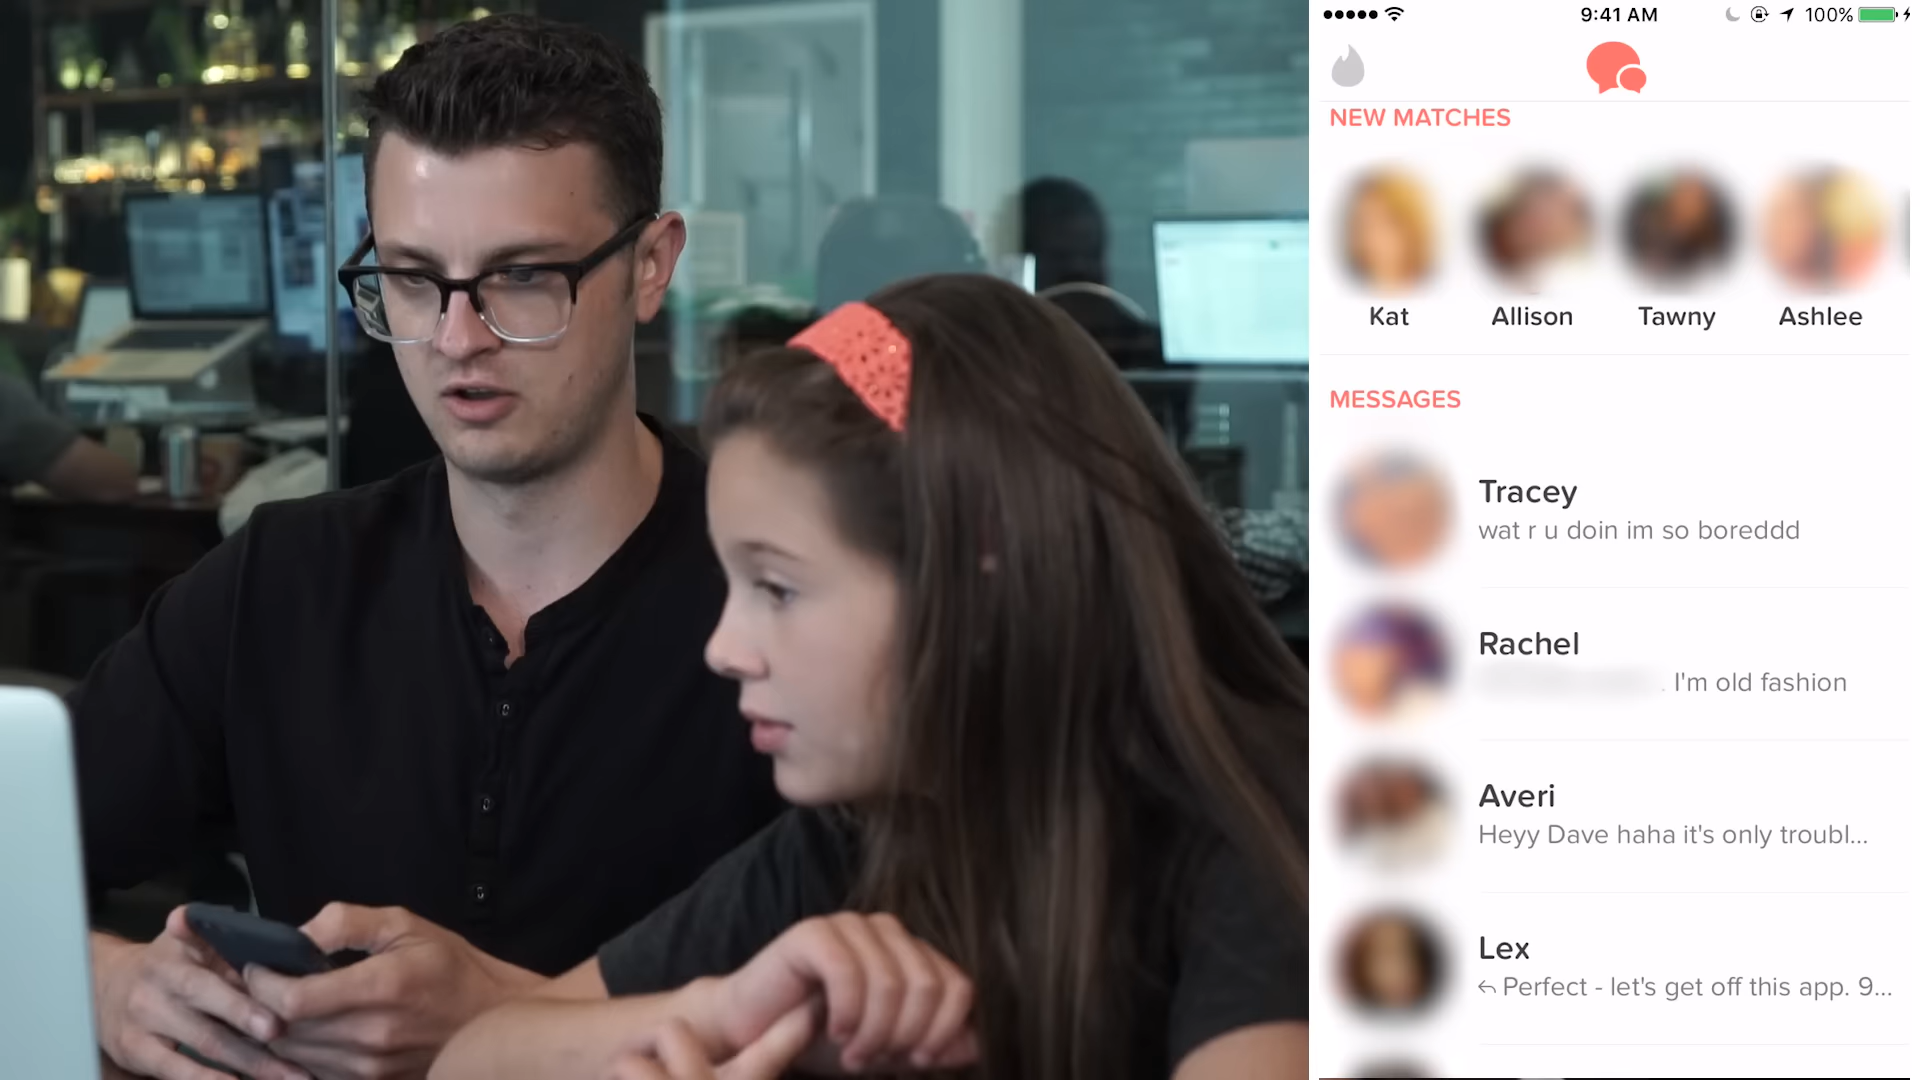 9:41 AM
100%
NEW MATCHES
Kat
Allison
Tawny
Ashlee
MESSAGES
Tracey
wat r u doin im so boreddd
Rachel
. I'm old fashion
Averi
Heyy Dave haha it's only troubl...
Lex
Perfect - let's get off this app. 9...